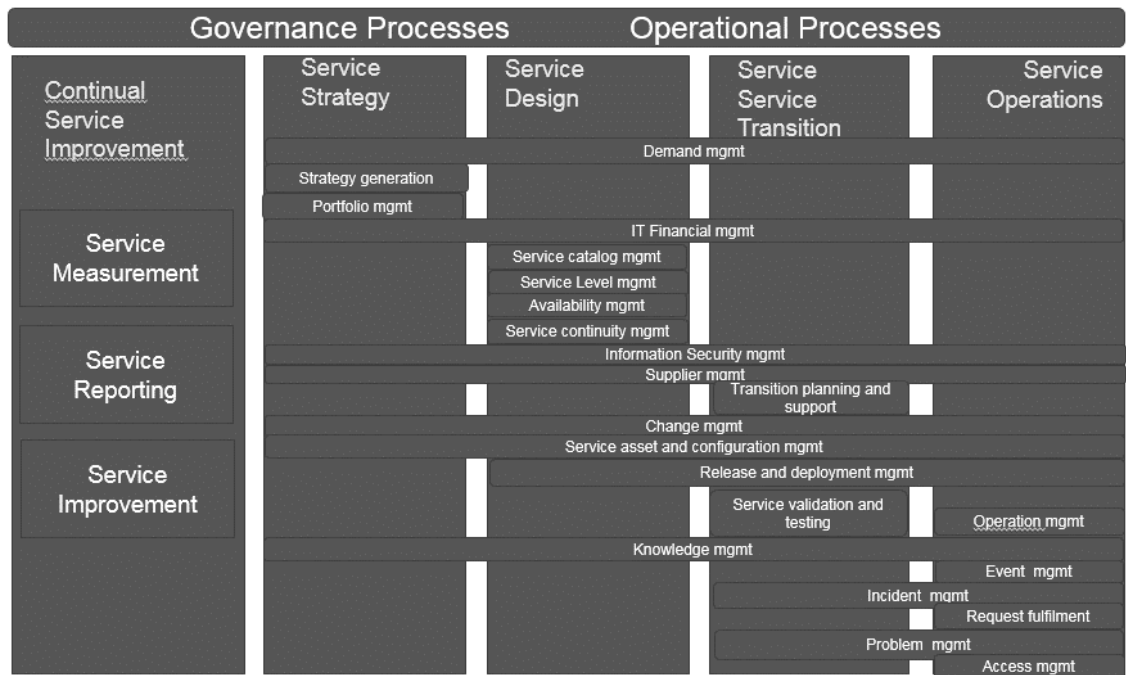 Governance Processes
Operational Processes
Continual
Service
Improvement
Service
Measurement
Service
Reporting
Service
Improvement
Service
Strategy
Service
Design
Service
Service
Transition
Service
Operations
Demand mgmt
Strategy generation
Portfolio mgmt
IT Financial mgmt
Service catalog mgmt
Service Level mgmt
Availability mgmt
Service continuity mgmt
Information Security mgmt
Supplier mgmt
Transition planning and
support
Change mgmt
Service asset and configuration mgmt
Release and deployment mgmt
Service validation and
testing
Operation mgmt
Knowledge mgmt
Event mgmt
Incident mgmt
Request fulfilment
Problem mgmt
Access mgmt